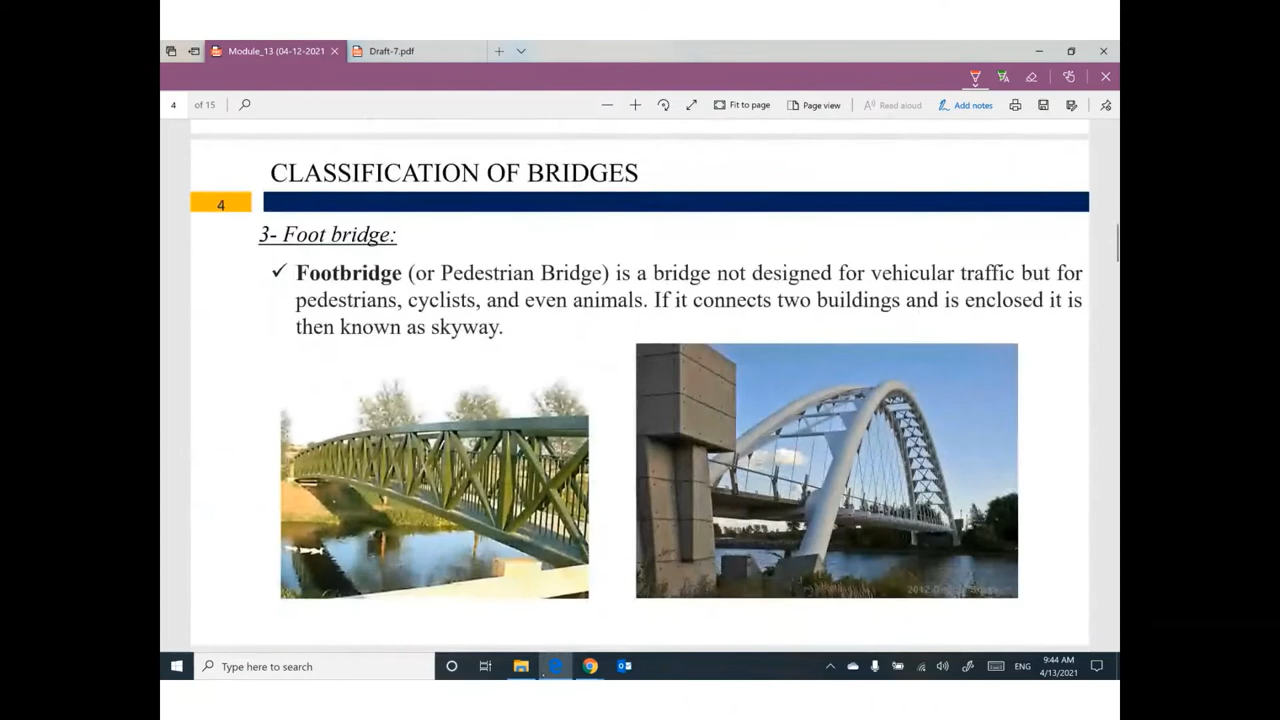 Module_13 (04-12-2021
Draft-7.pdf
4 of 15
Fit to page
Page view
Read aloud
Add notes
CLASSIFICATION OF BRIDGES
4
3- Foot bridge:
✓ Footbridge (or Pedestrian Bridge) is a bridge not designed for vehicular traffic but for
pedestrians, cyclists, and even animals. If it connects two buildings and is enclosed it is
then known as skyway.
2012
Type here to search
ENG
9:44 AM
4/13/2021